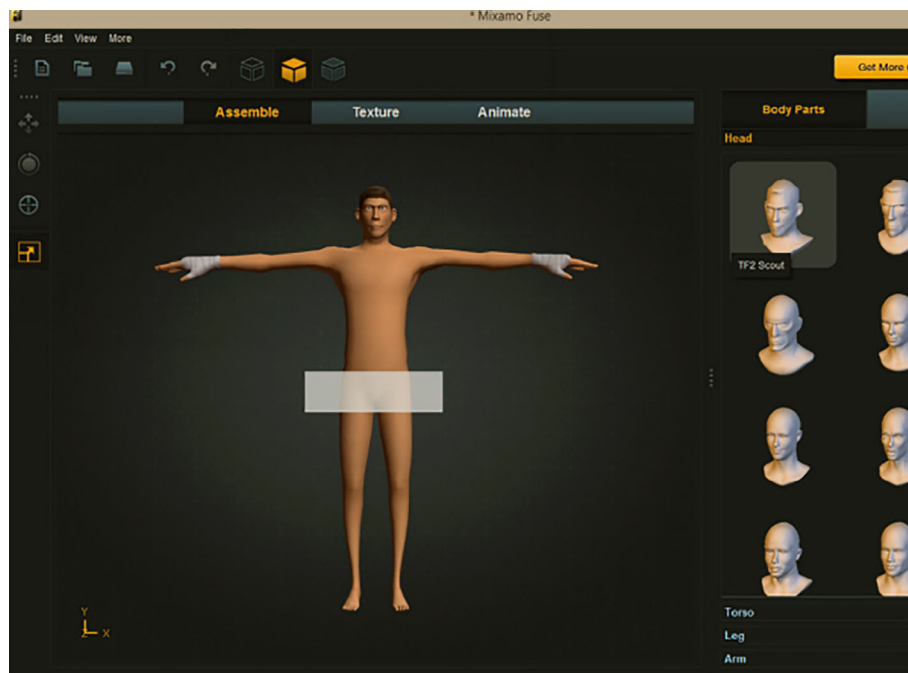 * Mixamo Fuse
File Edit View More
Get More
Assemble Texture Animate
Body Parts
Head
TF2 Scout
Torso
Leg
Arm
Y
Z X